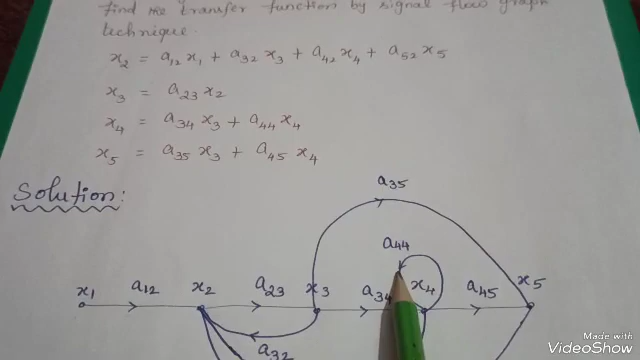 find the transfer function by signal flow graph
technique.
x₂ = a₁₂ x₁ + a₃₂ x₃ + a₄₂ x₄ + a₅₂ x₅
x₃ = a₂₃ x₂
x₄ = a₃₄ x₃ + a₄₄ x₄
x₅ = a₃₅ x₃ + a₄₅ x₄
Solution:
a₃₅
a₄₄
x₁ a₁₂ x₂ a₂₃ x₃ a₃₄ x₄ a₄₅ x₅
a₃₂
Made with
VideoShow